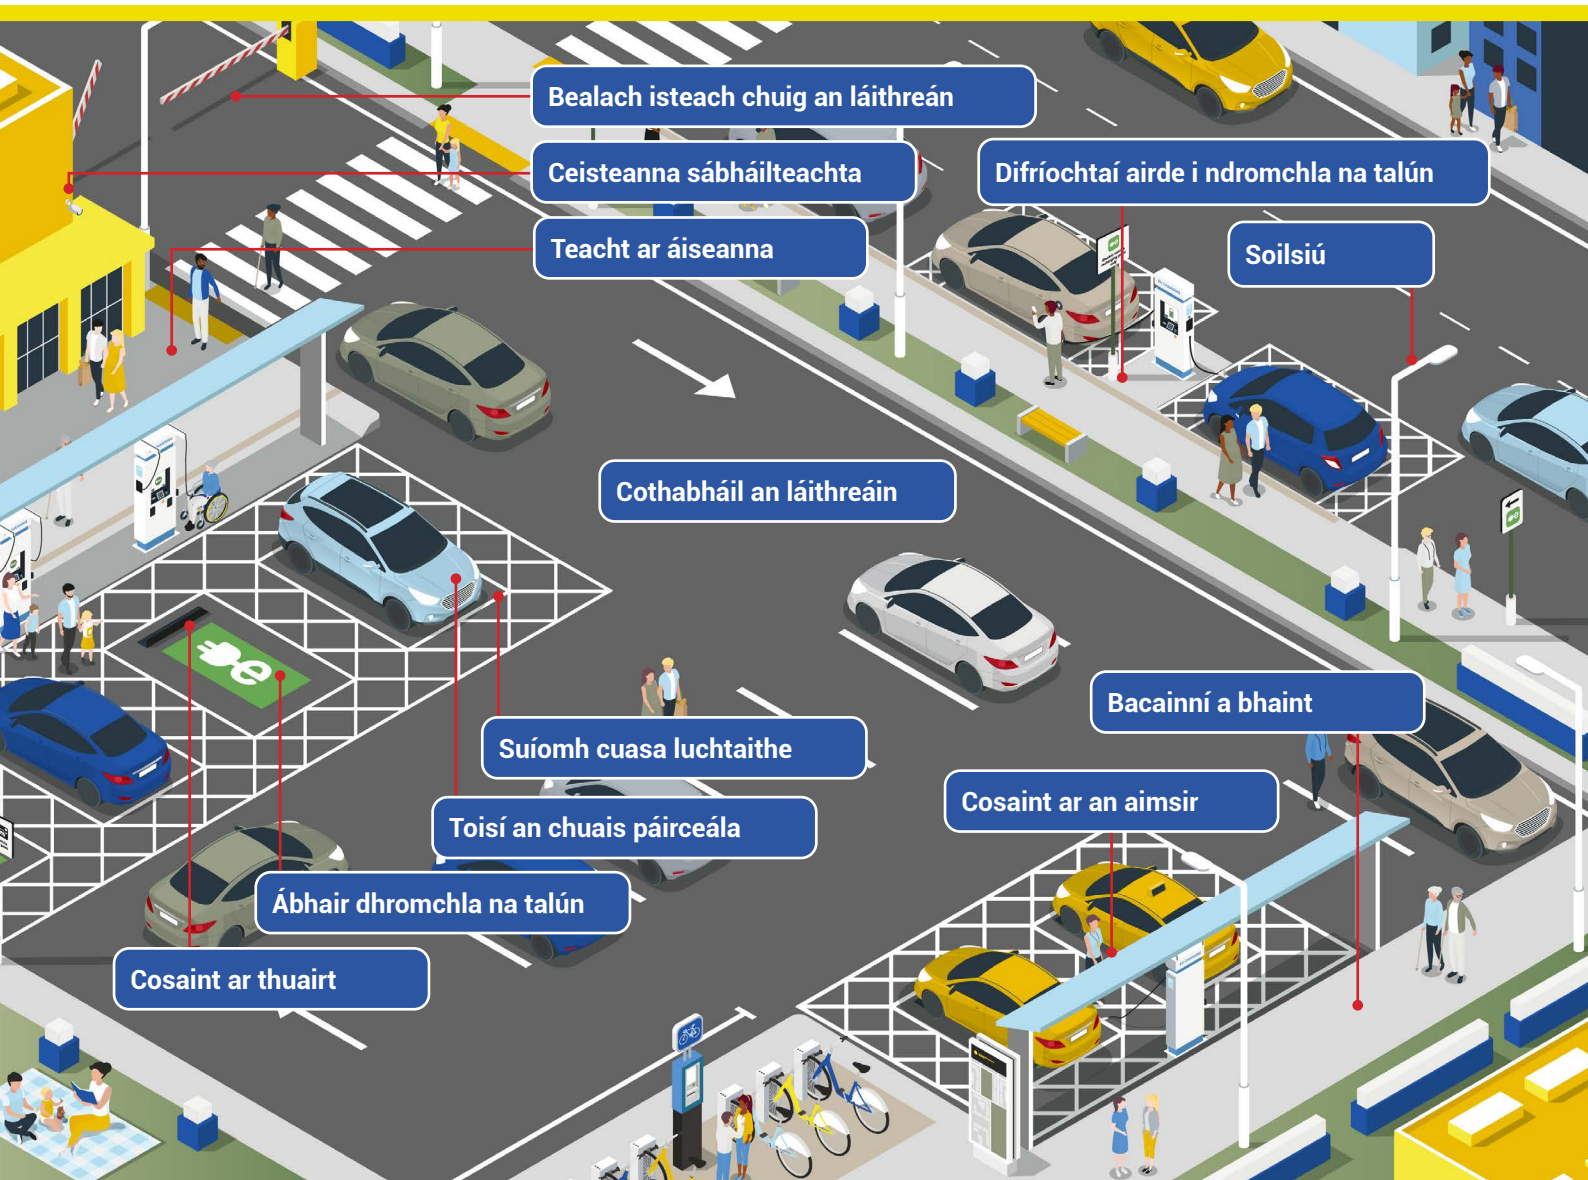 Bealach isteach chuig an láithreán
Ceisteanna sábháilteachta
Difríochtaí airde i ndromchla na talún
Teacht ar áiseanna
Soilsiú
Cothabháil an láithreáin
Bacainní a bhaint
Suíomh cuasa luchtaithe
Cosaint ar an aimsir
Toisí an chuais páirceála
Ábhair dhromchla na talún
Cosaint ar thuairt